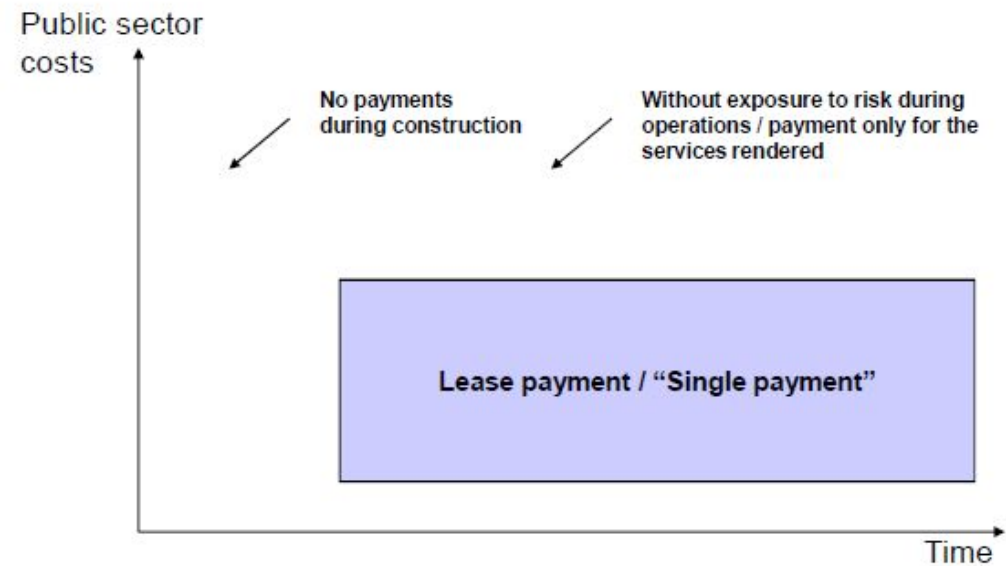 Public sector
costs
No payments
during construction
Without exposure to risk during
operations / payment only for the
services rendered
Lease payment / “Single payment”
Time